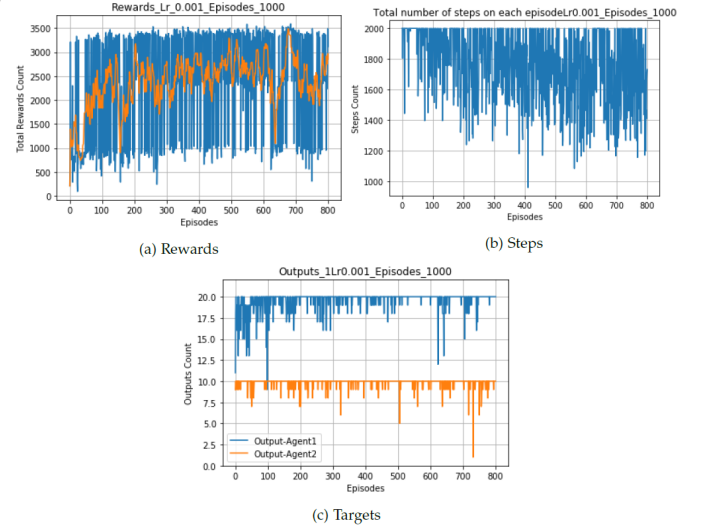 Rewards_Lr_0.001_Episodes_1000
3500
3000
2500
2000
1500
1000
500
0
Total Rewards Count
0 100 200 300 400 500 600 700 800
Episodes
(a) Rewards
Total number of steps on each episodeLr0.001_Episodes_1000
2000
1800
1600
1400
1200
1000
Steps Count
0 100 200 300 400 500 600 700 800
Episodes
(b) Steps
Outputs_1Lr0.001_Episodes_1000
20.0
17.5
15.0
12.5
10.0
7.5
5.0
2.5
0.0
Outputs Count
Output-Agent1
Output-Agent2
0 100 200 300 400 500 600 700 800
Episodes
(c) Targets